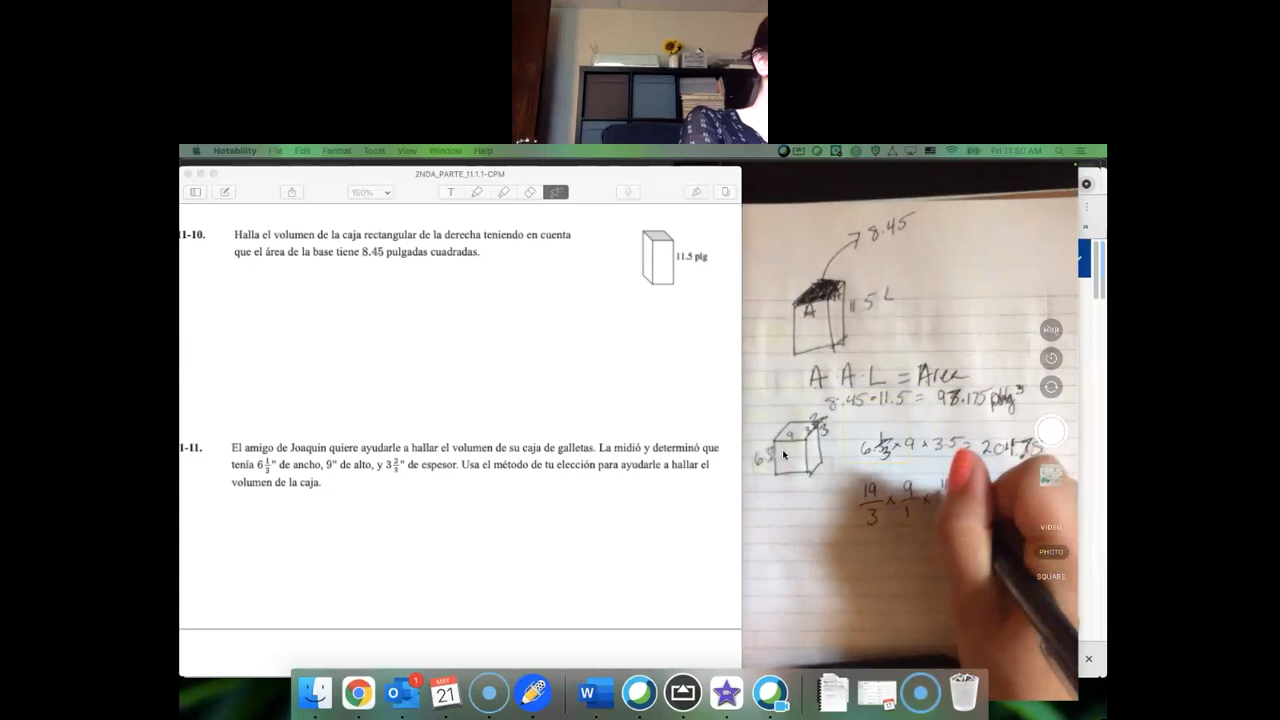 Notability File Edit Format Tools View Window Help
Fri 11:50 AM
2NDA_PARTE_11.1.1-CPM
150%
T
11-10. Halla el volumen de la caja rectangular de la derecha teniendo en cuenta
que el área de la base tiene 8.45 pulgadas cuadradas.
11.5 plg
1-11. El amigo de Joaquin quiere ayudarle a hallar el volumen de su caja de galletas. La midió y determinó que
tenía 6 1/2" de ancho, 9" de alto, y 3 2/3" de espesor. Usa el método de tu elección para ayudarle a hallar el
volumen de la caja.
8.45
A
11.5 L
A · A · L = Area
8.45 · 11.5 = 97.175 plg³
9
× 9 × 3.5 = 204.75
19/3 × 9/1 ×
VIDEO
PHOTO
SQUARE
1
MAY
21
W